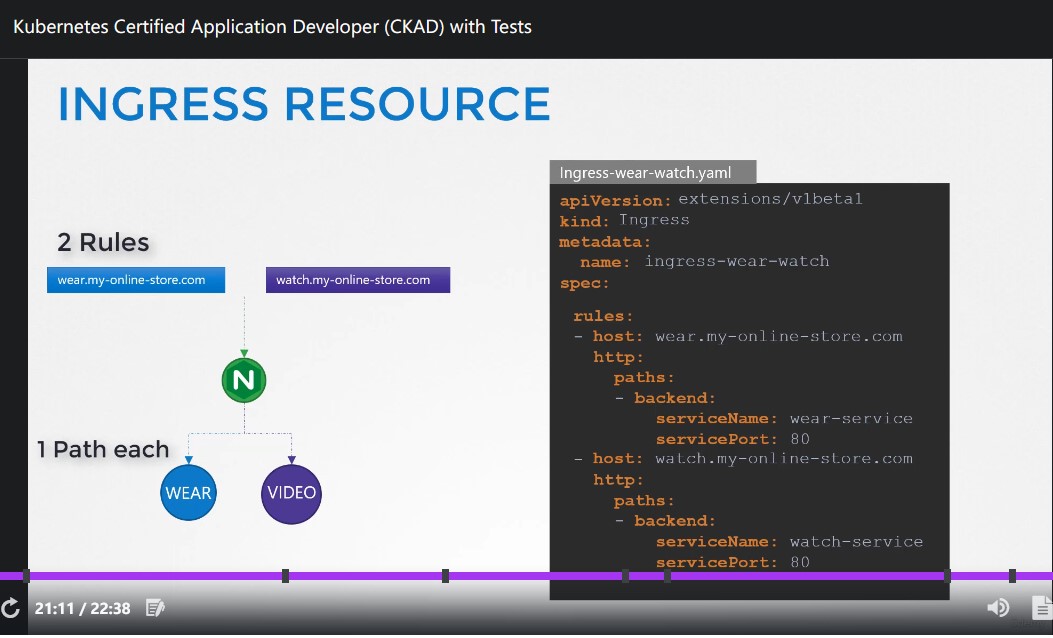 Kubernetes Certified Application Developer (CKAD) with Tests
INGRESS RESOURCE
2 Rules
wear.my-online-store.com
watch.my-online-store.com
N
1 Path each
WEAR
VIDEO
Ingress-wear-watch.yaml
apiVersion: extensions/v1beta1
kind: Ingress
metadata:
  name: ingress-wear-watch
spec:
  rules:
  - host: wear.my-online-store.com
    http:
      paths:
      - backend:
          serviceName: wear-service
          servicePort: 80
  - host: watch.my-online-store.com
    http:
      paths:
      - backend:
          serviceName: watch-service
          servicePort: 80
21:11 / 22:38